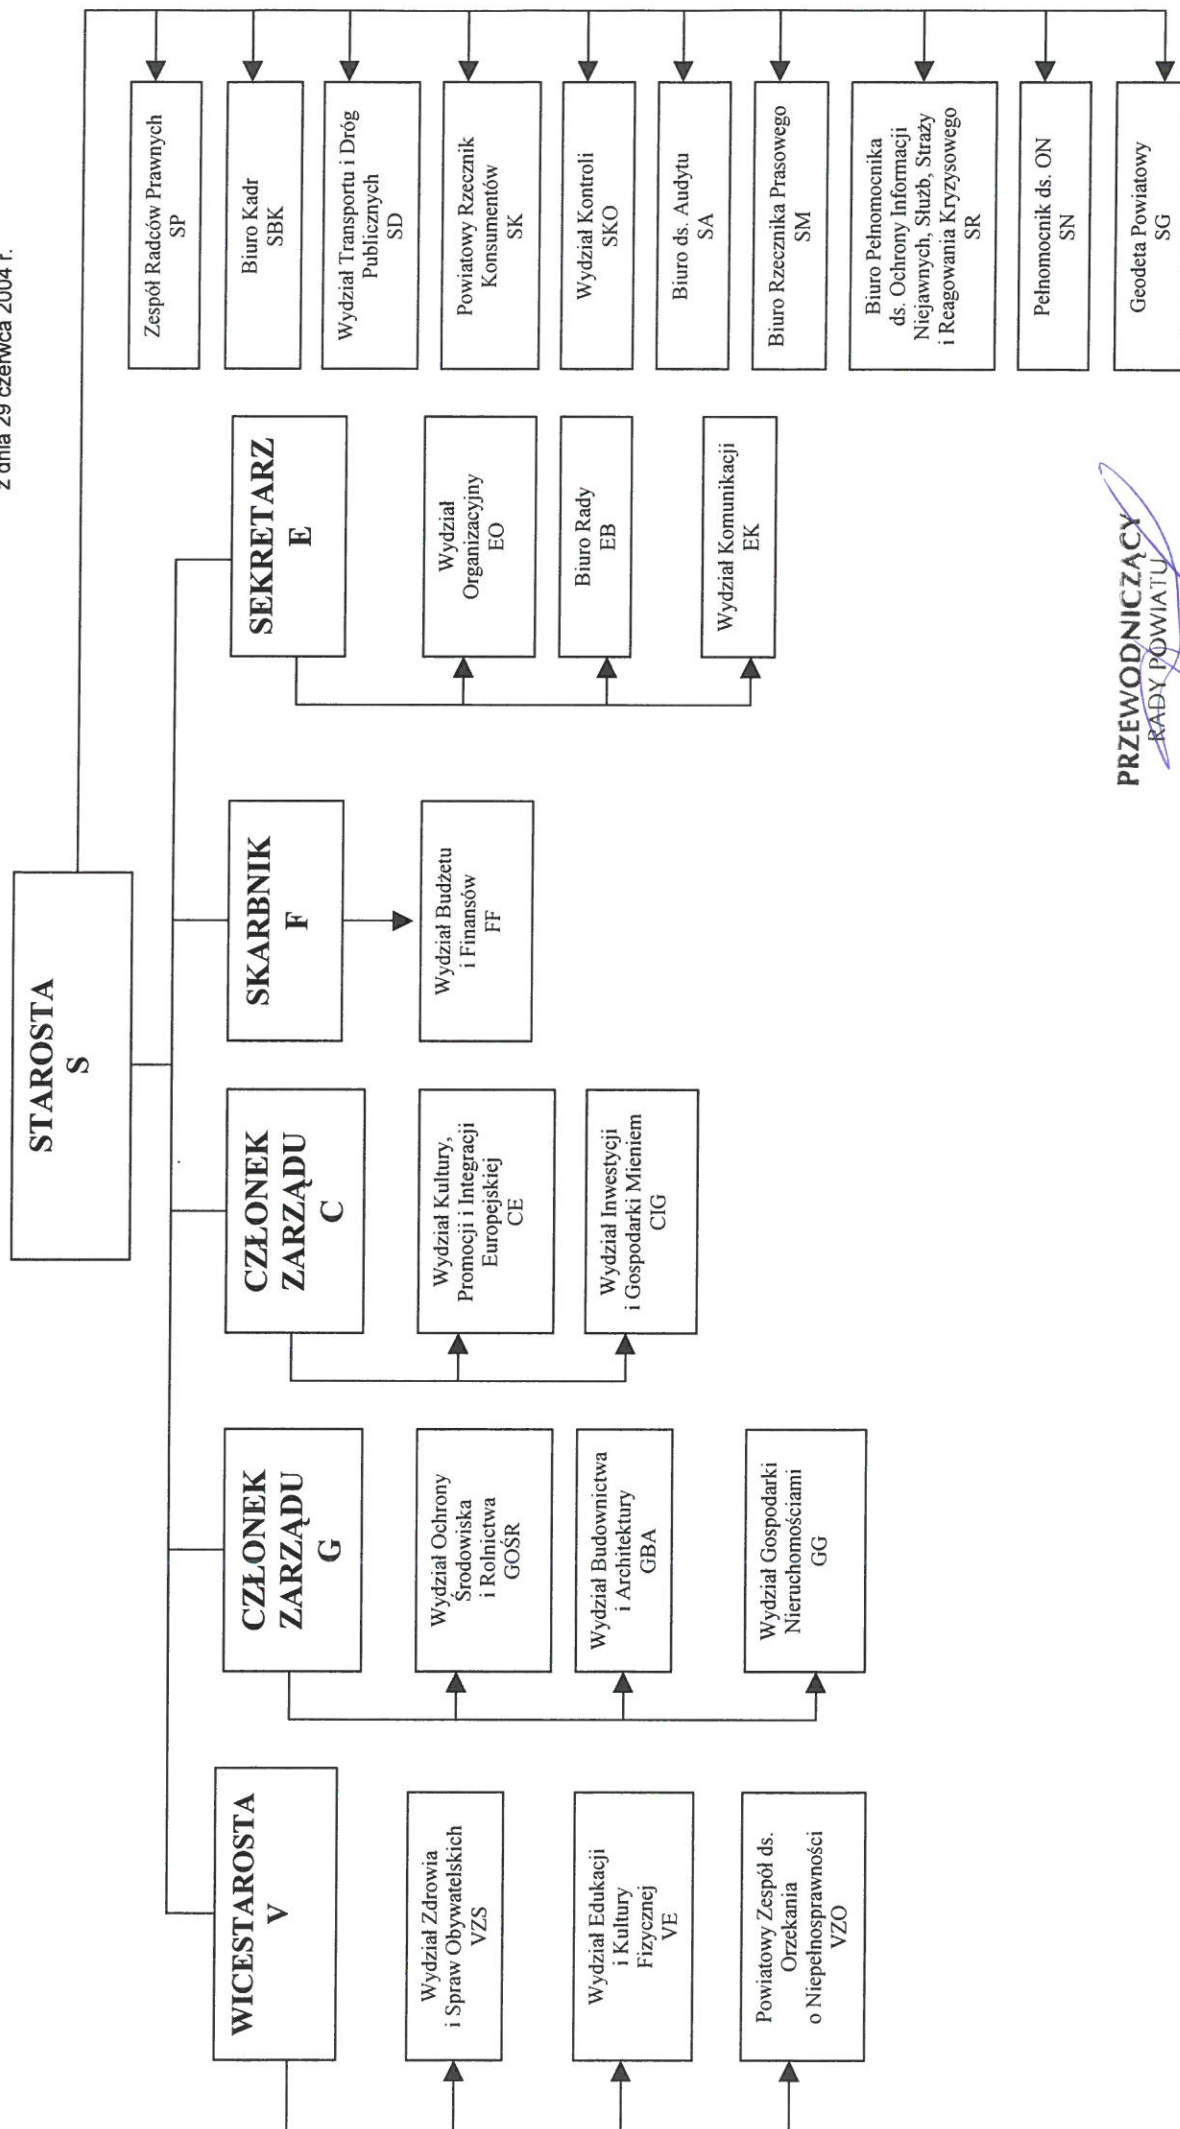 z dnia 29 czerwca 2004 r.
STAROSTA
S
WICESTAROSTA
V
Wydział Zdrowia
i Spraw Obywatelskich
VZS
Wydział Edukacji
i Kultury
Fizycznej
VE
Powiatowy Zespół ds.
Orzekania
o Niepełnosprawności
VZO
CZŁONEK
ZARZĄDU
G
Wydział Ochrony
Środowiska
i Rolnictwa
GOŚR
Wydział Budownictwa
i Architektury
GBA
Wydział Gospodarki
Nieruchomościami
GG
CZŁONEK
ZARZĄDU
C
Wydział Kultury,
Promocji i Integracji
Europejskiej
CE
Wydział Inwestycji
i Gospodarki Mieniem
CIG
SKARBNIK
F
Wydział Budżetu
i Finansów
FF
SEKRETARZ
E
Wydział
Organizacyjny
EO
Biuro Rady
EB
Wydział Komunikacji
EK
Zespół Radców Prawnych
SP
Biuro Kadr
SBK
Wydział Transportu i Dróg
Publicznych
SD
Powiatowy Rzecznik
Konsumentów
SK
Wydział Kontroli
SKO
Biuro ds. Audytu
SA
Biuro Rzecznika Prasowego
SM
Biuro Pełnomocnika
ds. Ochrony Informacji
Niejawnych, Służb, Straży
i Reagowania Kryzysowego
SR
Pełnomocnik ds. ON
SN
Geodeta Powiatowy
SG
PRZEWODNICZĄCY
RADY POWIATU